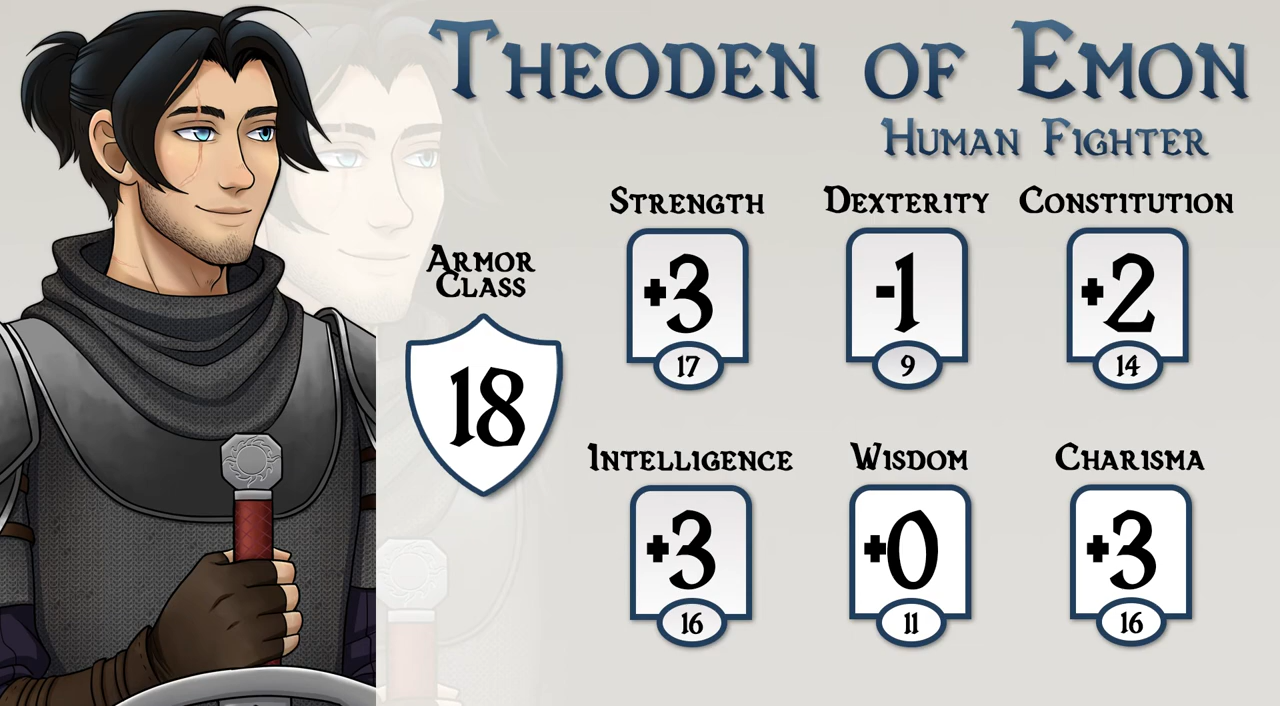 Theoden of Emon
Human Fighter
Strength
Dexterity
Constitution
+3
-1
+2
17
9
14
Armor
Class
18
Intelligence
Wisdom
Charisma
+3
+0
+3
16
11
16